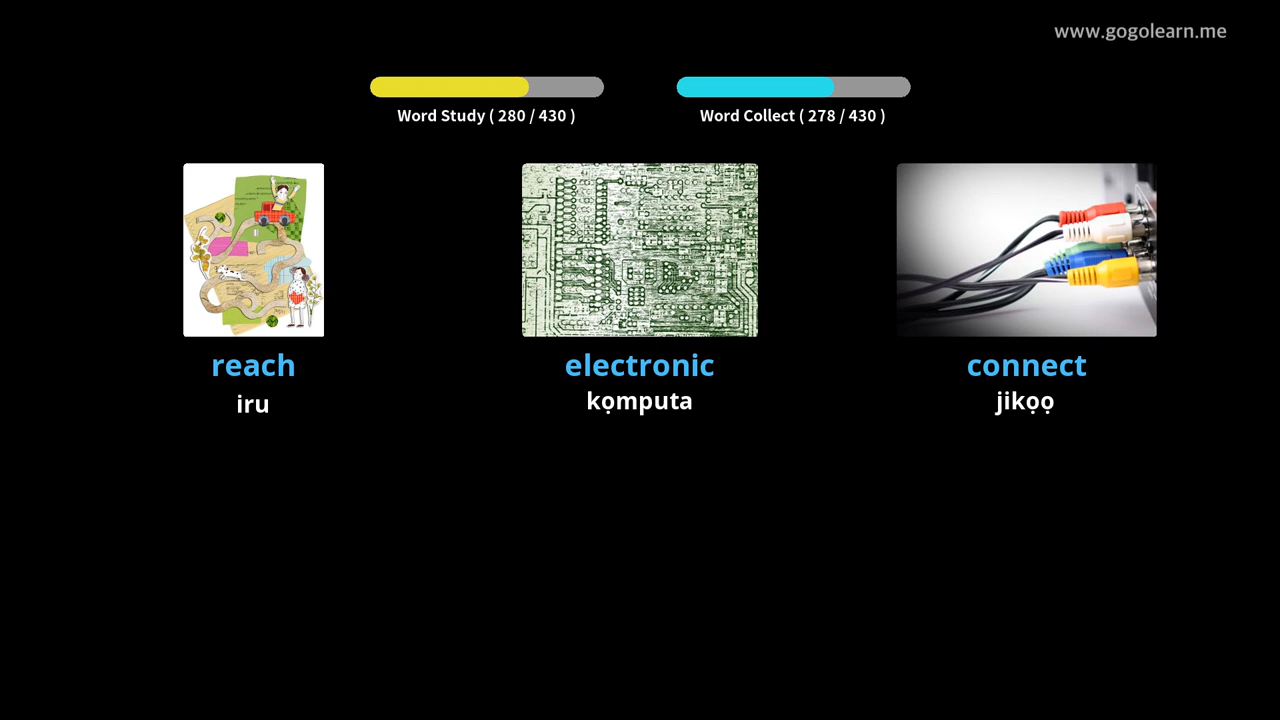 www.gogolearn.me
Word Study ( 280 / 430 )
Word Collect ( 278 / 430 )
reach
electronic
connect
iru
kọmputa
jikọọ